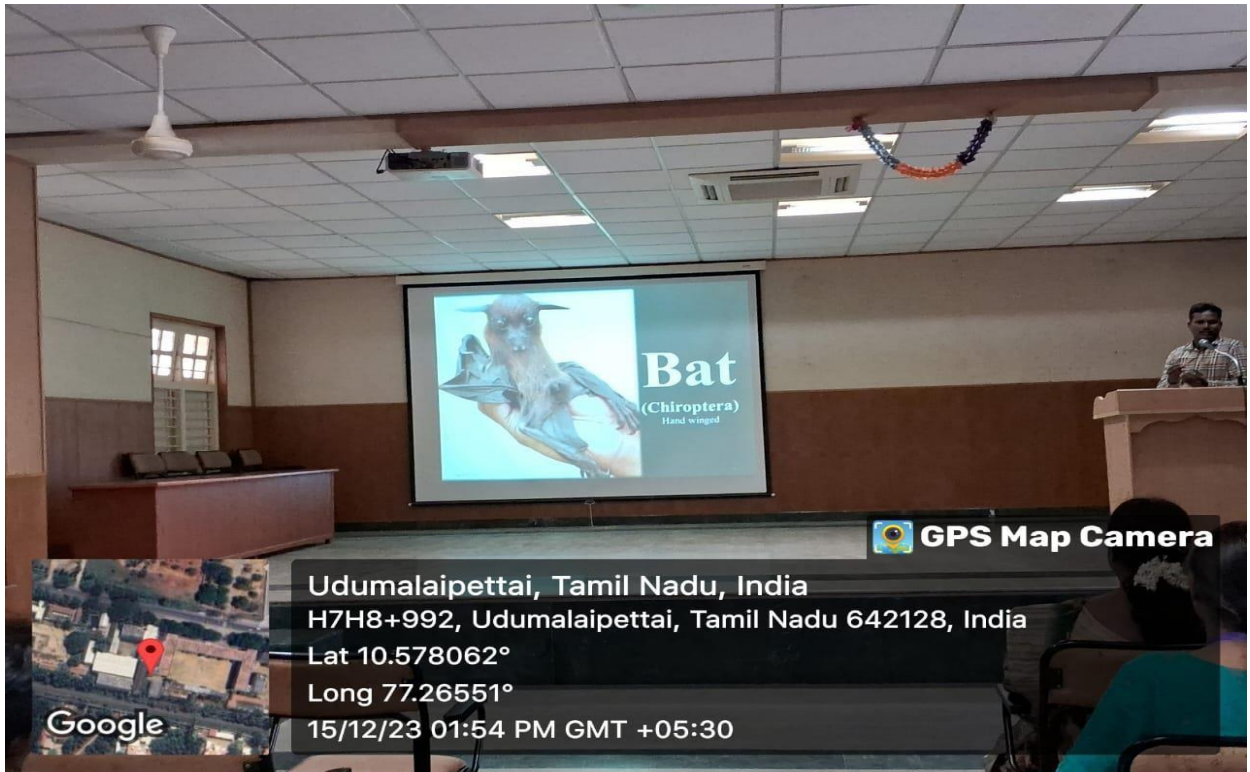 Bat
(Chiroptera)
Hand winged
GPS Map Camera
Udumalaipettai, Tamil Nadu, India
H7H8+992, Udumalaipettai, Tamil Nadu 642128, India
Lat 10.578062°
Long 77.26551°
15/12/23 01:54 PM GMT +05:30
Google